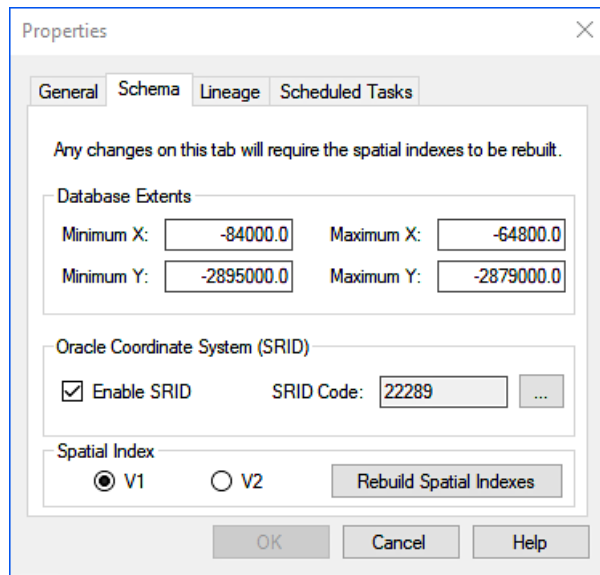 Properties
General Schema Lineage Scheduled Tasks
Any changes on this tab will require the spatial indexes to be rebuilt.
Database Extents
Minimum X: -84000.0 Maximum X: -64800.0
Minimum Y: -2895000.0 Maximum Y: -2879000.0
Oracle Coordinate System (SRID)
Enable SRID SRID Code: 22289 ...
Spatial Index
V1 V2 Rebuild Spatial Indexes
OK Cancel Help